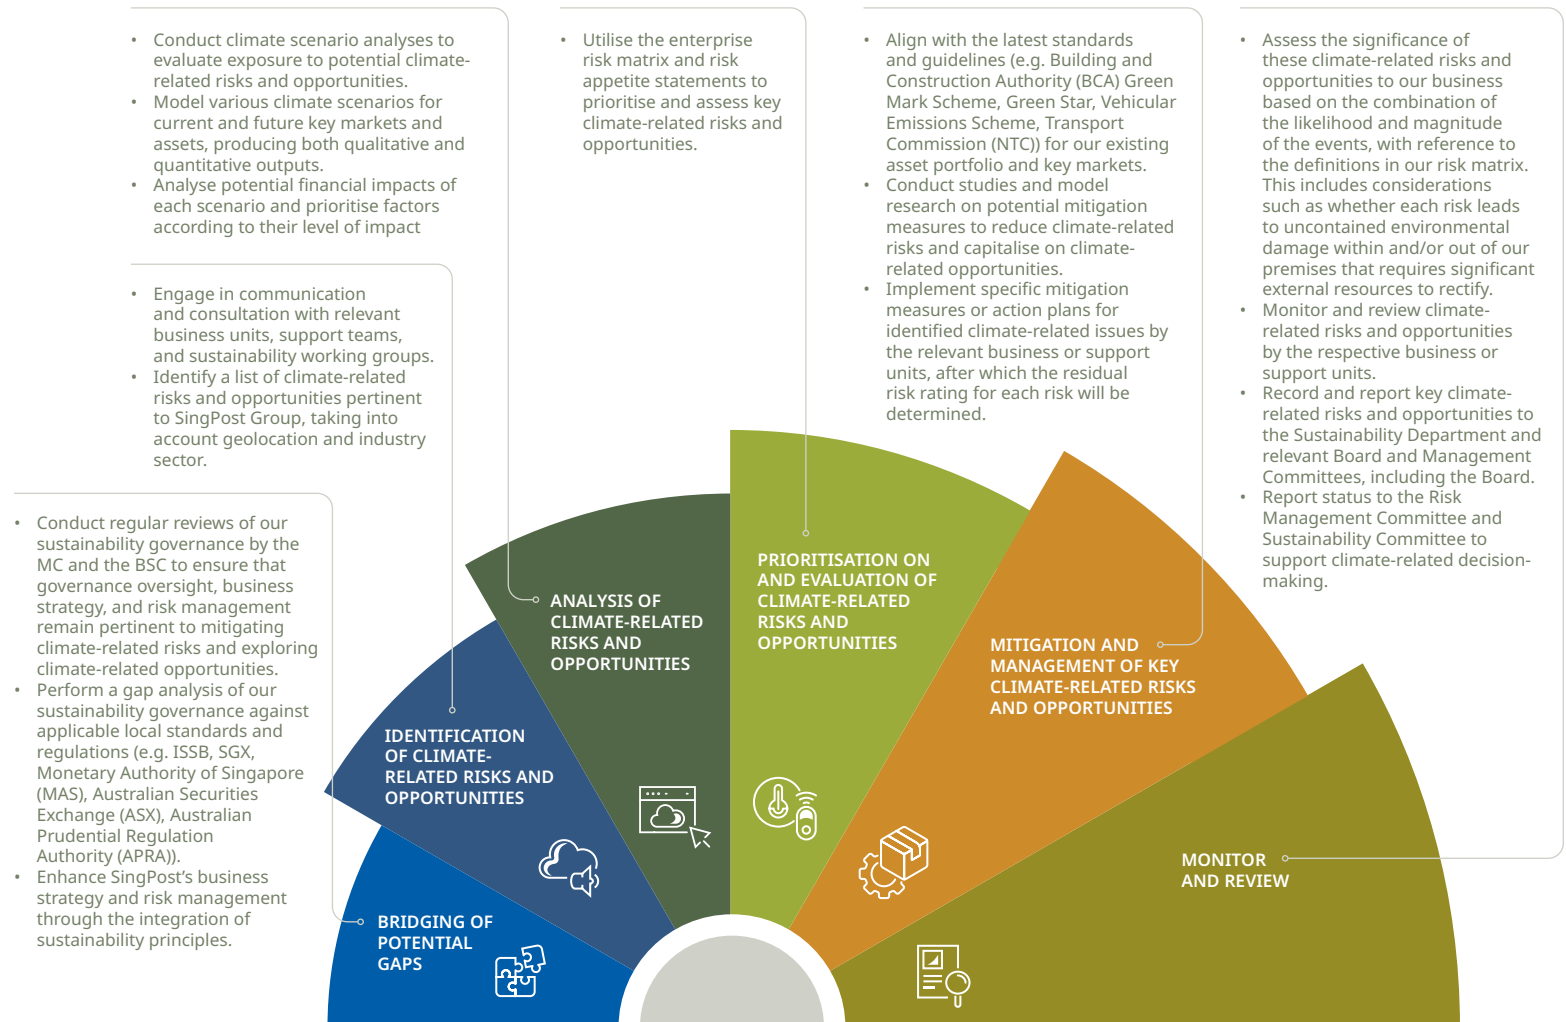 • Conduct climate scenario analyses to
evaluate exposure to potential climate-
related risks and opportunities.
• Model various climate scenarios for
current and future key markets and
assets, producing both qualitative and
quantitative outputs.
• Analyse potential financial impacts of
each scenario and prioritise factors
according to their level of impact
• Utilise the enterprise
risk matrix and risk
appetite statements to
prioritise and assess key
climate-related risks and
opportunities.
• Align with the latest standards
and guidelines (e.g. Building and
Construction Authority (BCA) Green
Mark Scheme, Green Star, Vehicular
Emissions Scheme, Transport
Commission (NTC)) for our existing
asset portfolio and key markets.
• Conduct studies and model
research on potential mitigation
measures to reduce climate-related
risks and capitalise on climate-
related opportunities.
• Implement specific mitigation
measures or action plans for
identified climate-related issues by
the relevant business or support
units, after which the residual
risk rating for each risk will be
determined.
• Assess the significance of
these climate-related risks and
opportunities to our business
based on the combination of
the likelihood and magnitude
of the events, with reference to
the definitions in our risk matrix.
This includes considerations
such as whether each risk leads
to uncontained environmental
damage within and/or out of our
premises that requires significant
external resources to rectify.
• Monitor and review climate-
related risks and opportunities
by the respective business or
support units.
• Record and report key climate-
related risks and opportunities to
the Sustainability Department and
relevant Board and Management
Committees, including the Board.
• Report status to the Risk
Management Committee and
Sustainability Committee to
support climate-related decision-
making.
• Engage in communication
and consultation with relevant
business units, support teams,
and sustainability working groups.
• Identify a list of climate-related
risks and opportunities pertinent
to SingPost Group, taking into
account geolocation and industry
sector.
• Conduct regular reviews of our
sustainability governance by the
MC and the BSC to ensure that
governance oversight, business
strategy, and risk management
remain pertinent to mitigating
climate-related risks and exploring
climate-related opportunities.
• Perform a gap analysis of our
sustainability governance against
applicable local standards and
regulations (e.g. ISSB, SGX,
Monetary Authority of Singapore
(MAS), Australian Securities
Exchange (ASX), Australian
Prudential Regulation
Authority (APRA)).
• Enhance SingPost's business
strategy and risk management
through the integration of
sustainability principles.
BRIDGING OF
POTENTIAL
GAPS
IDENTIFICATION
OF CLIMATE-
RELATED RISKS AND
OPPORTUNITIES
ANALYSIS OF
CLIMATE-RELATED
RISKS AND
OPPORTUNITIES
PRIORITISATION ON
AND EVALUATION OF
CLIMATE-RELATED
RISKS AND
OPPORTUNITIES
MITIGATION AND
MANAGEMENT OF KEY
CLIMATE-RELATED RISKS
AND OPPORTUNITIES
MONITOR
AND REVIEW